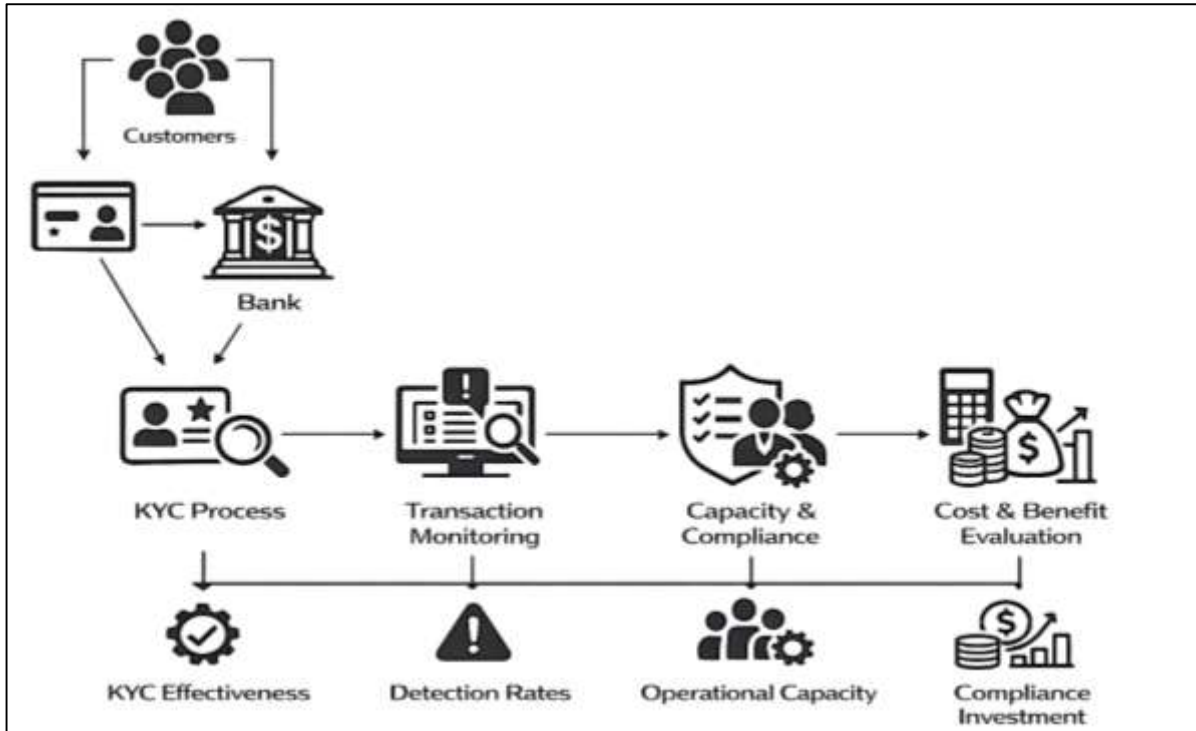 Customers
Bank
KYC Process
Transaction
Monitoring
Capacity &
Compliance
Cost & Benefit
Evaluation
KYC Effectiveness
Detection Rates
Operational Capacity
Compliance
Investment